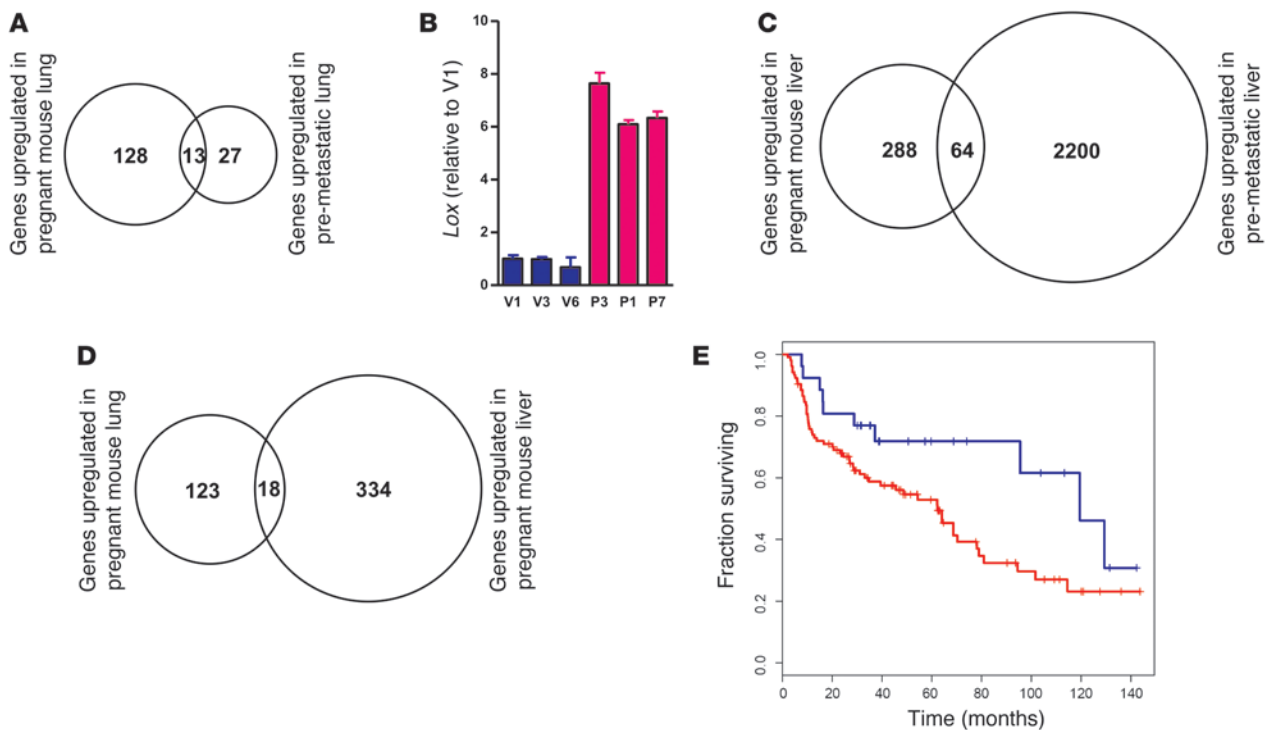 A
Genes upregulated in
pregnant mouse lung
128
13
27
Genes upregulated in
pre-metastatic lung
B
Lox (relative to V1)
10
8
6
4
2
0
V1 V3 V6 P3 P1 P7
C
Genes upregulated in
pregnant mouse liver
288
64
2200
Genes upregulated in
pre-metastatic liver
D
Genes upregulated in
pregnant mouse lung
123
18
334
Genes upregulated in
pregnant mouse liver
E
Fraction surviving
1.0
0.8
0.6
0.4
0.2
0.0
0 20 40 60 80 100 120 140
Time (months)